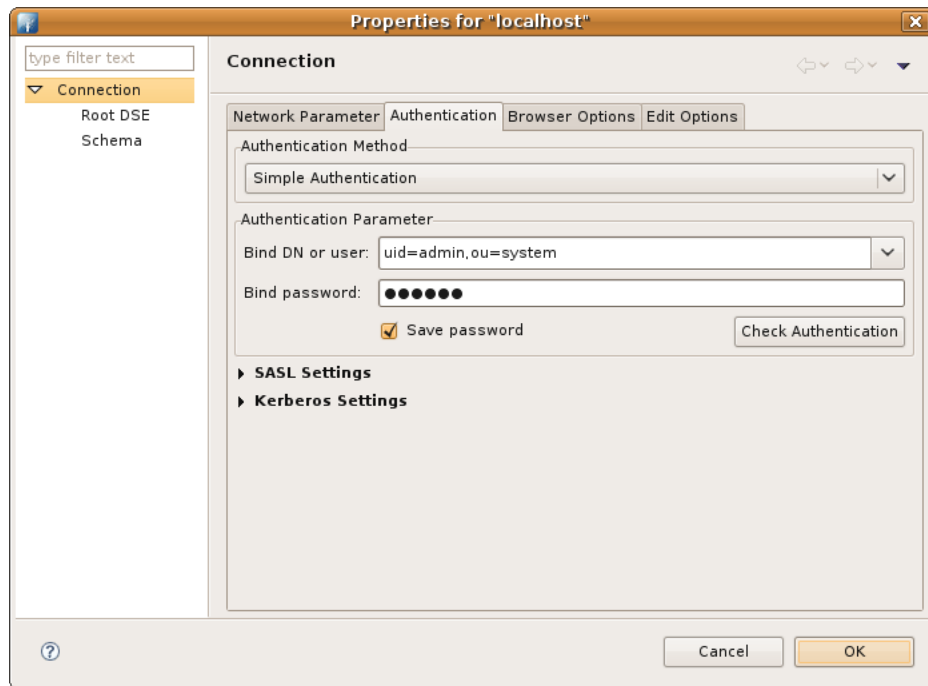 Properties for "localhost"
type filter text
Connection
Root DSE
Schema
Connection
Network Parameter Authentication Browser Options Edit Options
Authentication Method
Simple Authentication
Authentication Parameter
Bind DN or user: uid=admin,ou=system
Bind password: ●●●●●●
Save password Check Authentication
SASL Settings
Kerberos Settings
? Cancel OK